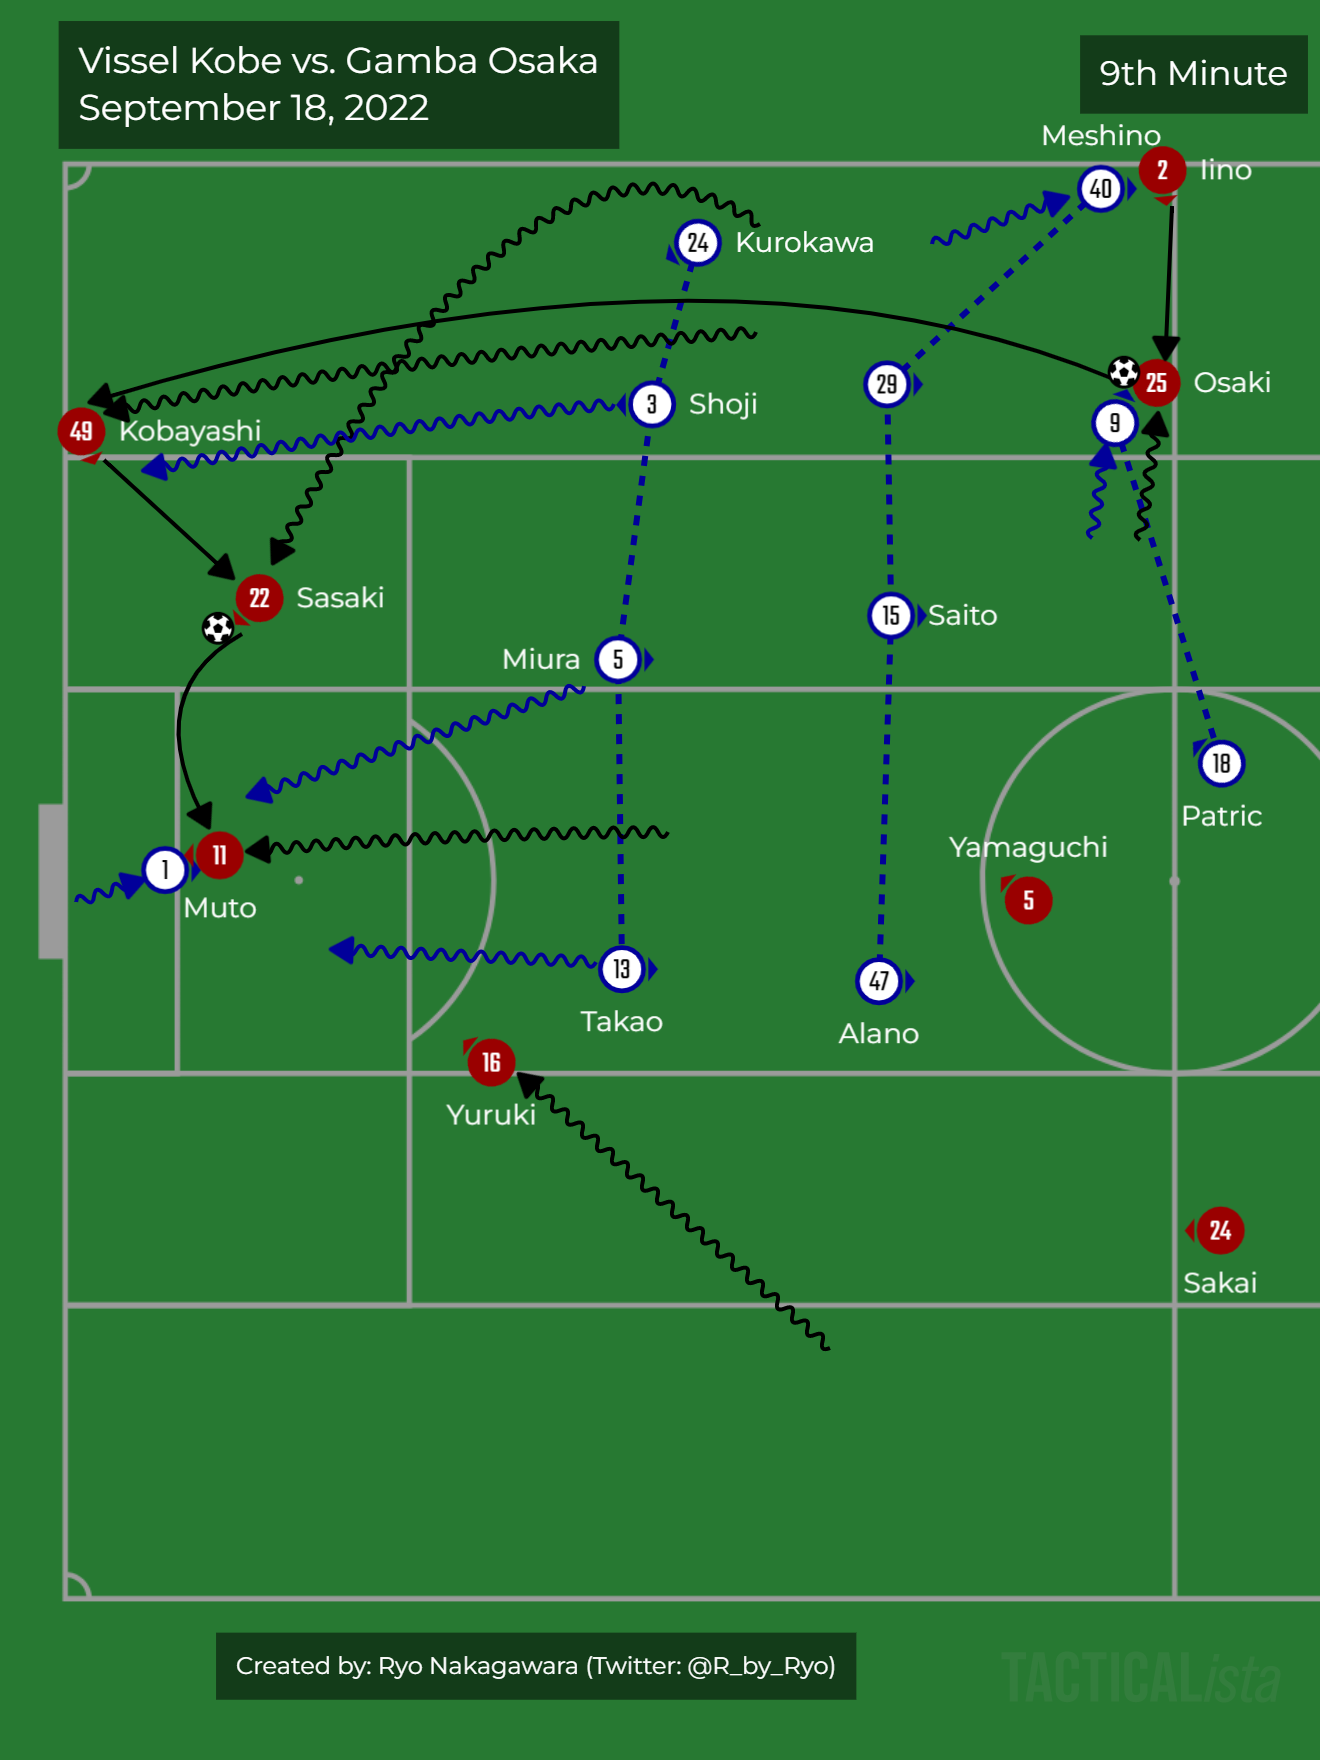 Vissel Kobe vs. Gamba Osaka
September 18, 2022
9th Minute
Meshino
40
2
Iino
24
Kurokawa
29
25
Osaki
3
Shoji
9
49
Kobayashi
22
Sasaki
15
Saito
Miura
5
18
Patric
Yamaguchi
5
1
11
Muto
13
Takao
47
Alano
16
Yuruki
24
Sakai
Created by: Ryo Nakagawara (Twitter: @R_by_Ryo)
TACTICALista